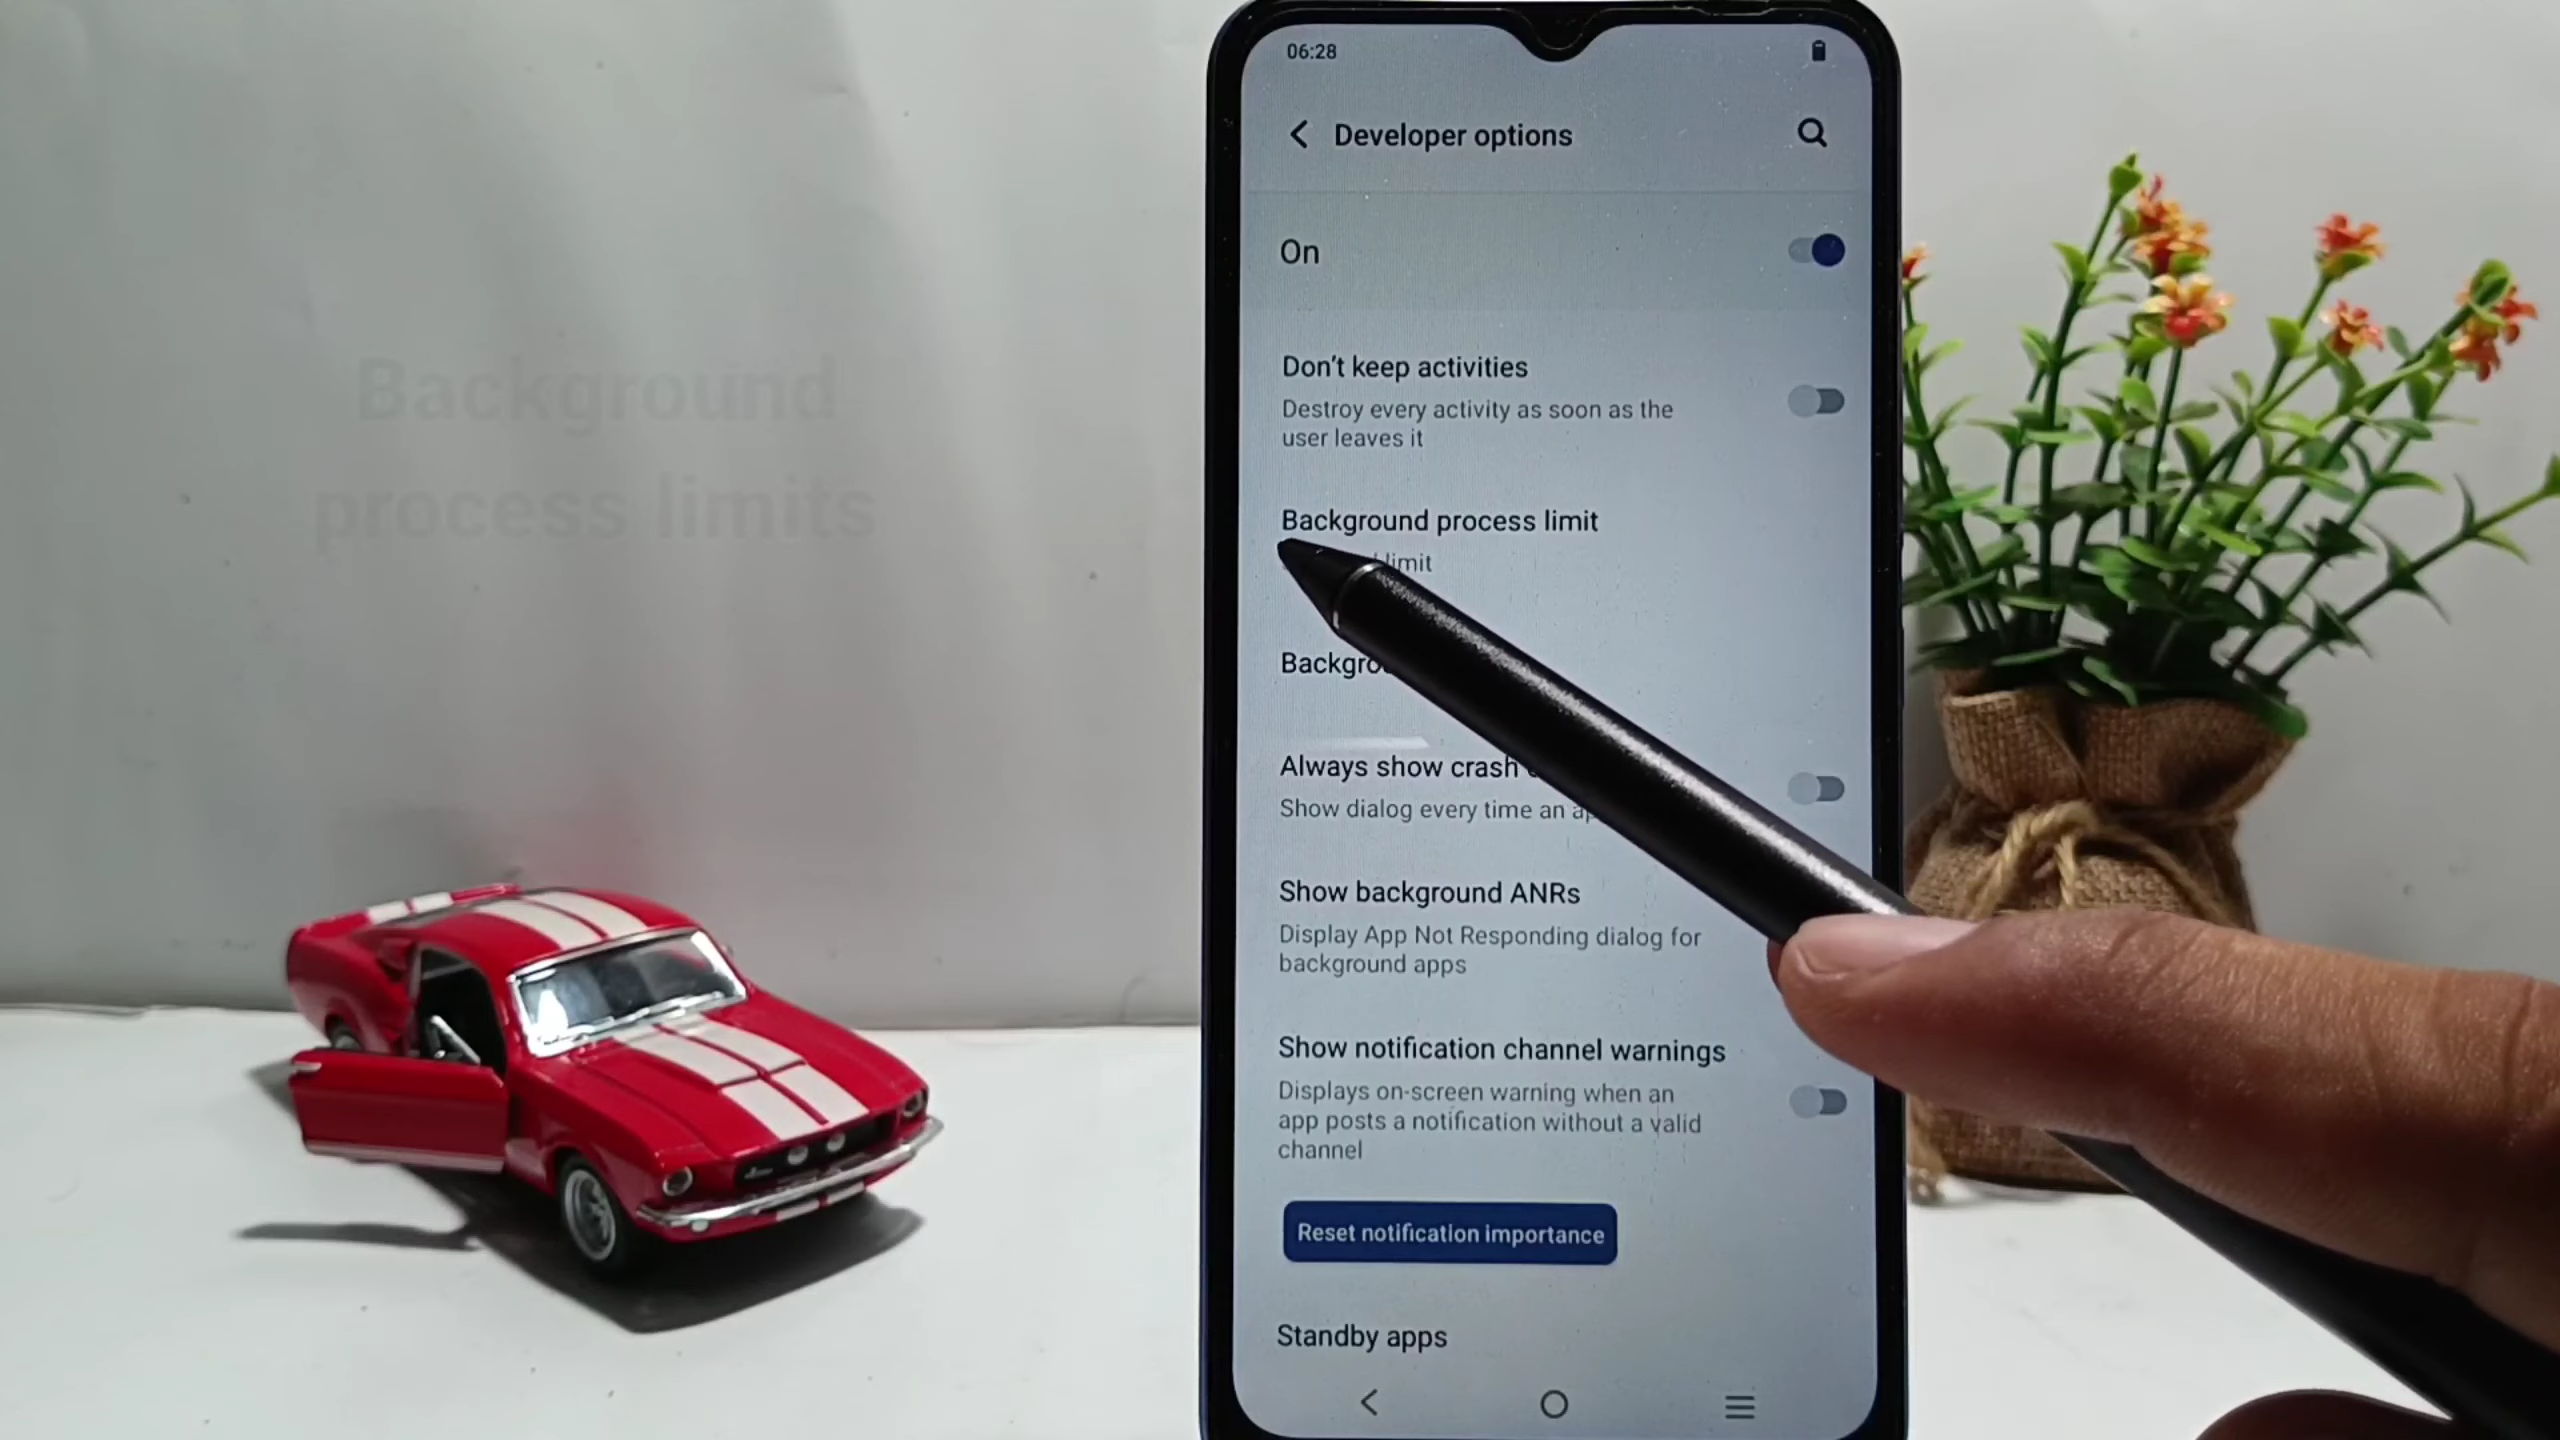 Background
process limits
06:28
Developer options
On
Don't keep activities
Destroy every activity as soon as the
user leaves it
Background process limit
limit
Always show crash
Show dialog every time an
Show background ANRs
Display App Not Responding dialog for
background apps
Show notification channel warnings
Displays on-screen warning when an
app posts a notification without a valid
channel
Reset notification importance
Standby apps